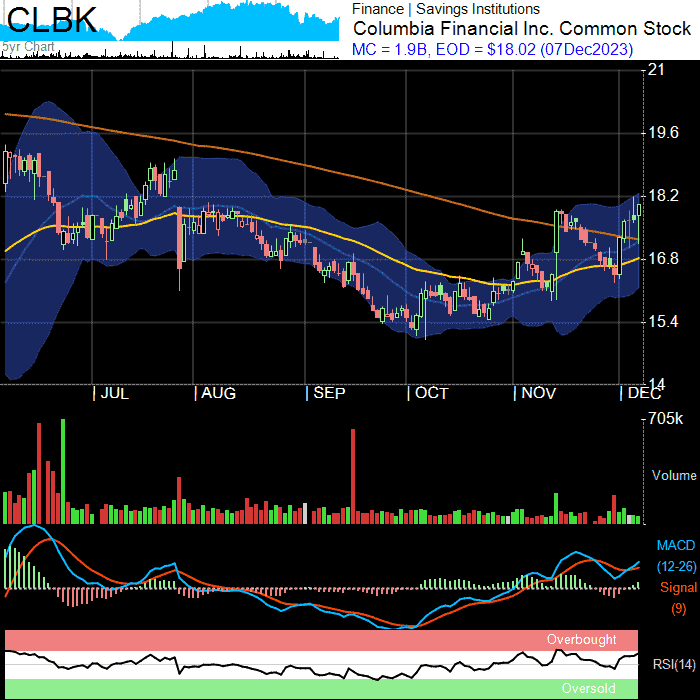 CLBK
5yr Chart
Finance | Savings Institutions
Columbia Financial Inc. Common Stock
MC = 1.9B, EOD = $18.02 (07Dec2023)
21
19.6
18.2
16.8
15.4
14
| JUL | AUG | SEP | OCT | NOV | DEC
705k
Volume
MACD
(12-26)
Signal
(9)
Overbought
RSI(14)
Oversold